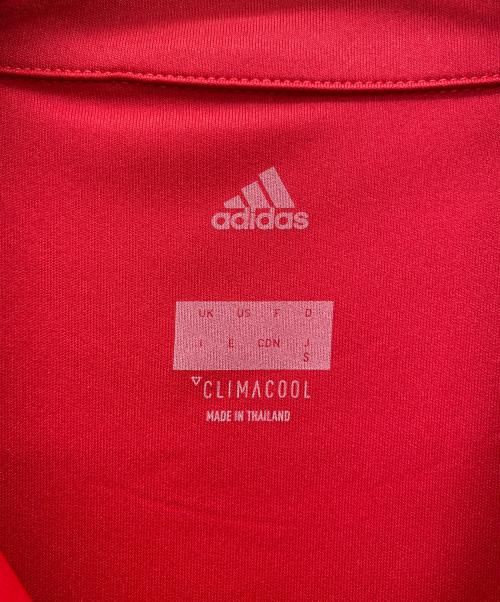 adidas
UK US F D
I E CDN J
S
CLIMACOOL
MADE IN THAILAND